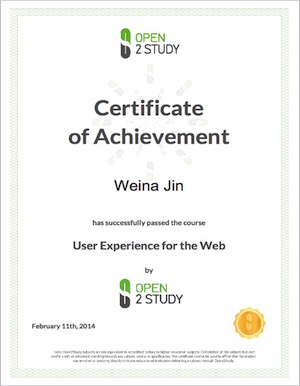 OPEN
2 STUDY
Certificate
of Achievement
Weina Jin
has successfully passed the course
User Experience for the Web
by
OPEN
2 STUDY
February 11th, 2014